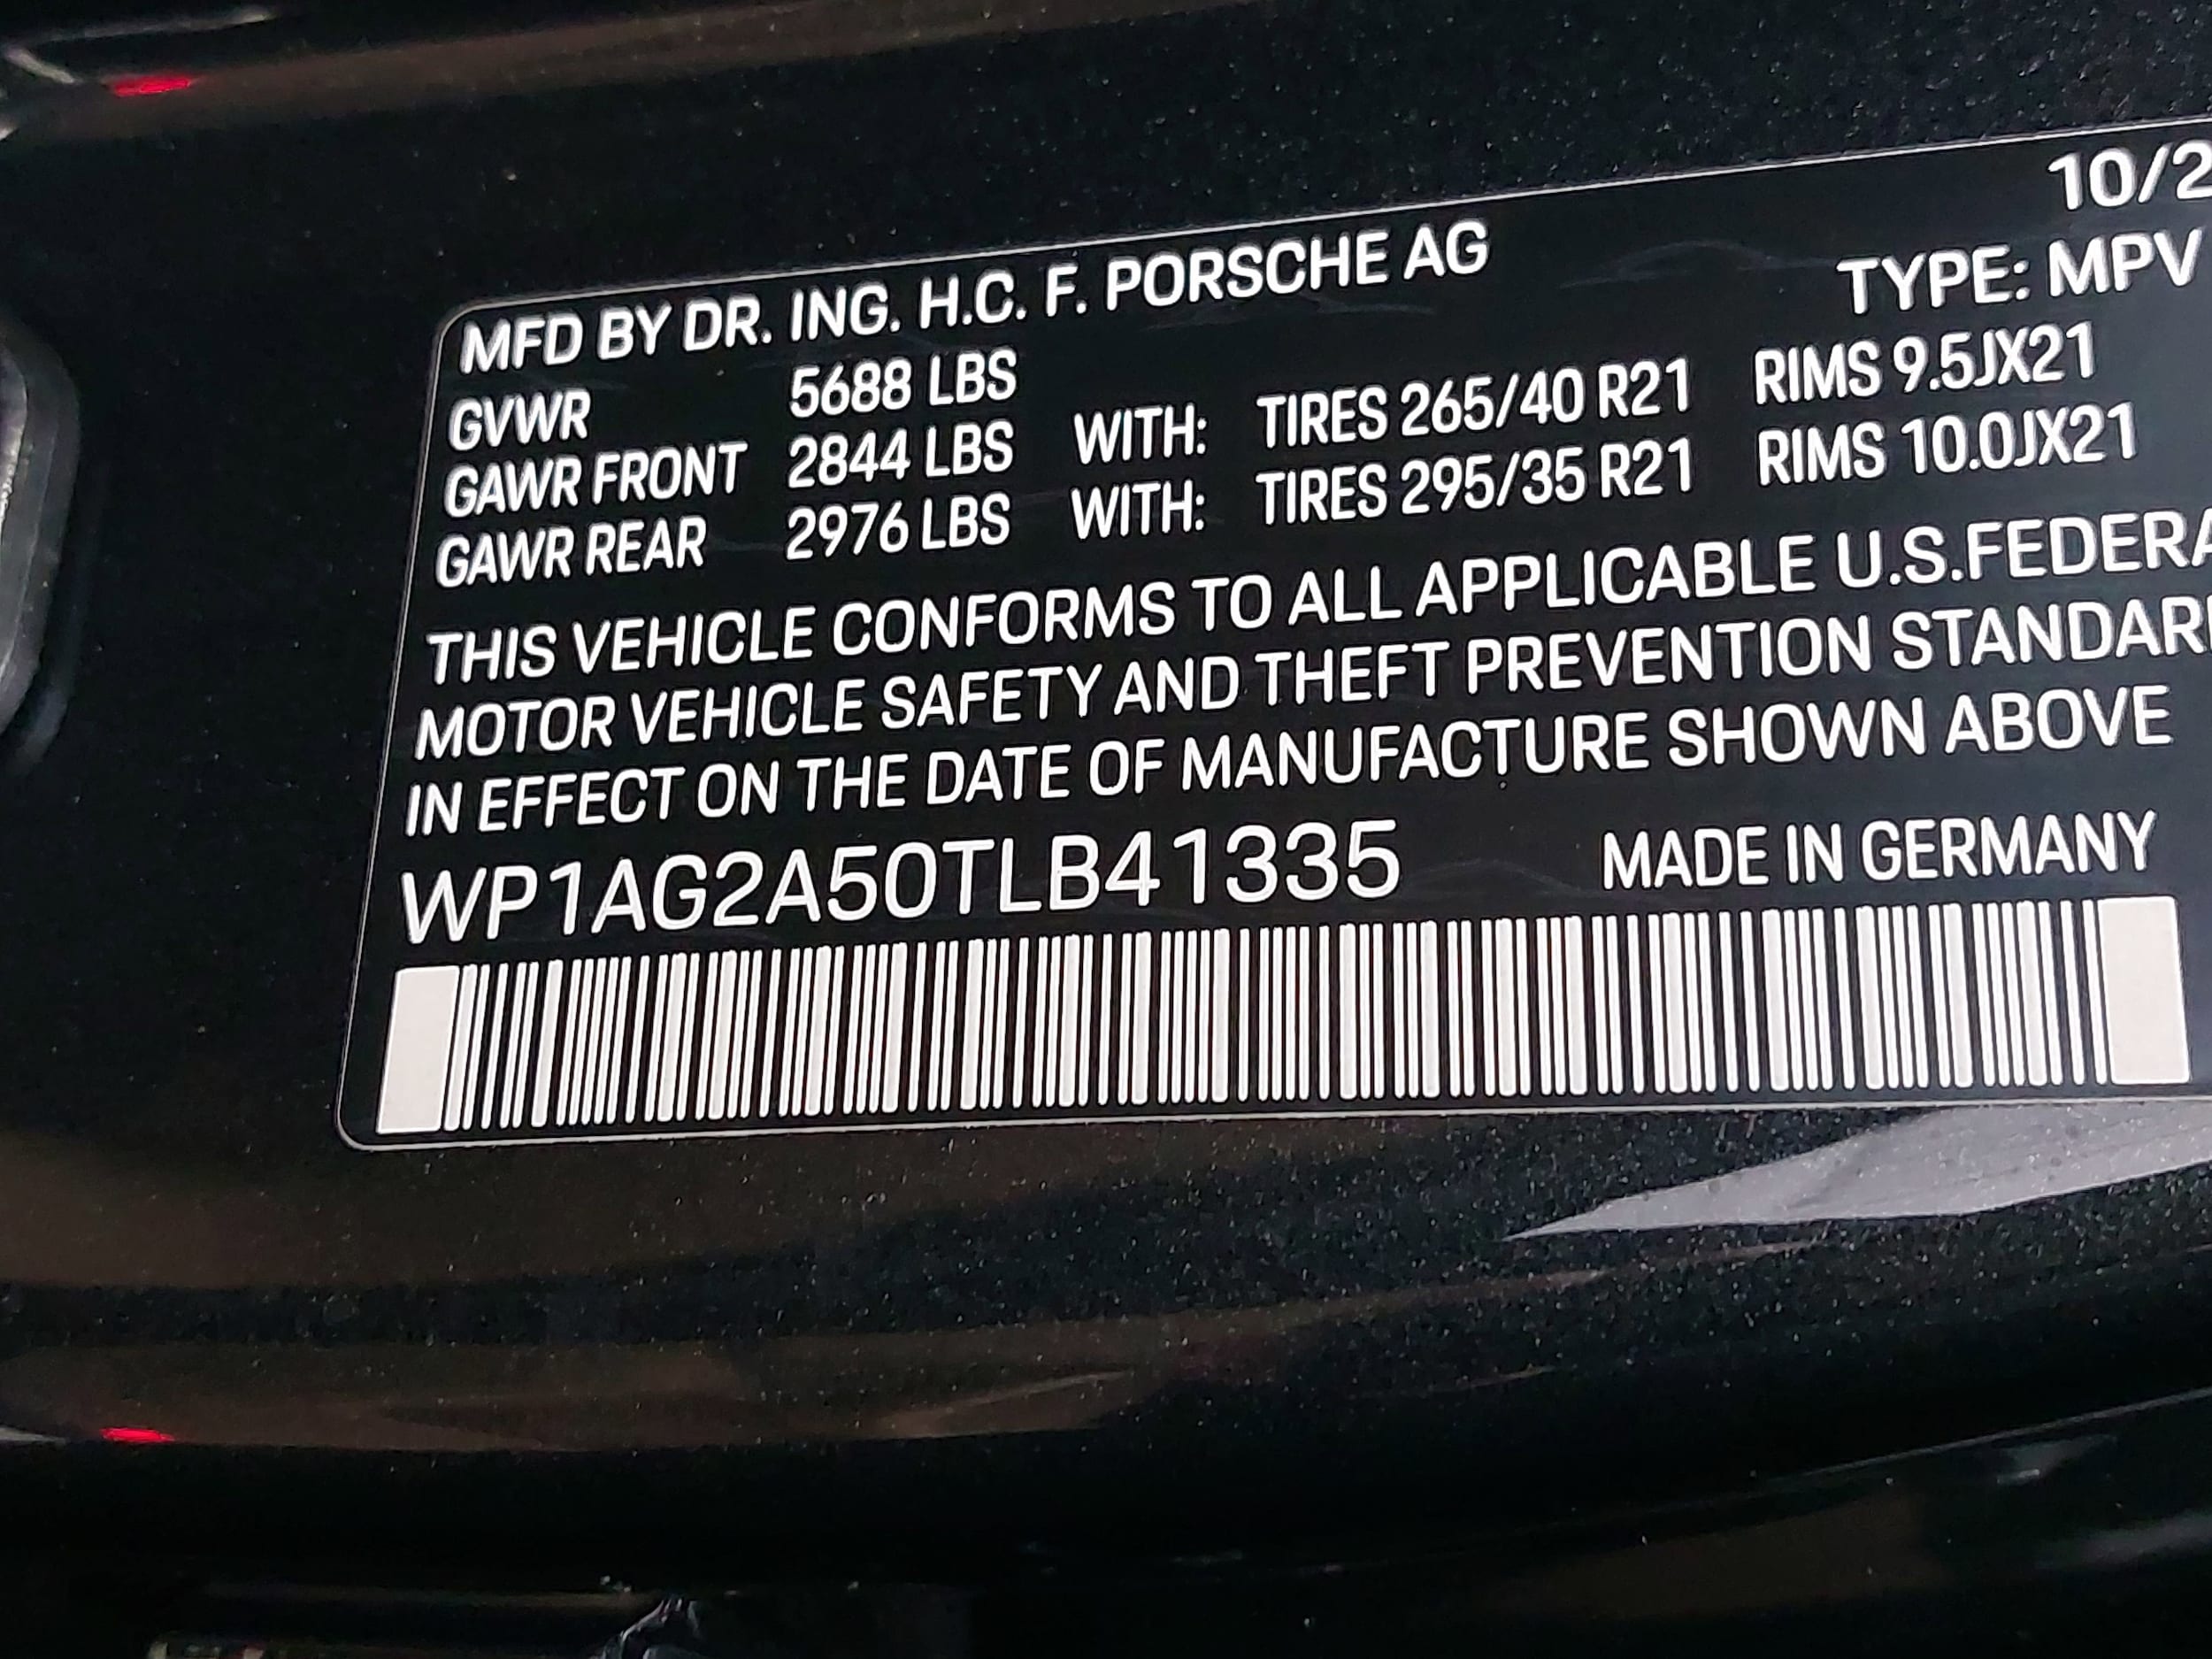 10/2
MFD BY DR. ING. H.C. F. PORSCHE AG TYPE: MPV
GVWR 5688 LBS
GAWR FRONT 2844 LBS WITH: TIRES 265/40 R21 RIMS 9.5JX21
GAWR REAR 2976 LBS WITH: TIRES 295/35 R21 RIMS 10.0JX21
THIS VEHICLE CONFORMS TO ALL APPLICABLE U.S.FEDERA
MOTOR VEHICLE SAFETY AND THEFT PREVENTION STANDAR
IN EFFECT ON THE DATE OF MANUFACTURE SHOWN ABOVE
WP1AG2A50TLB41335 MADE IN GERMANY